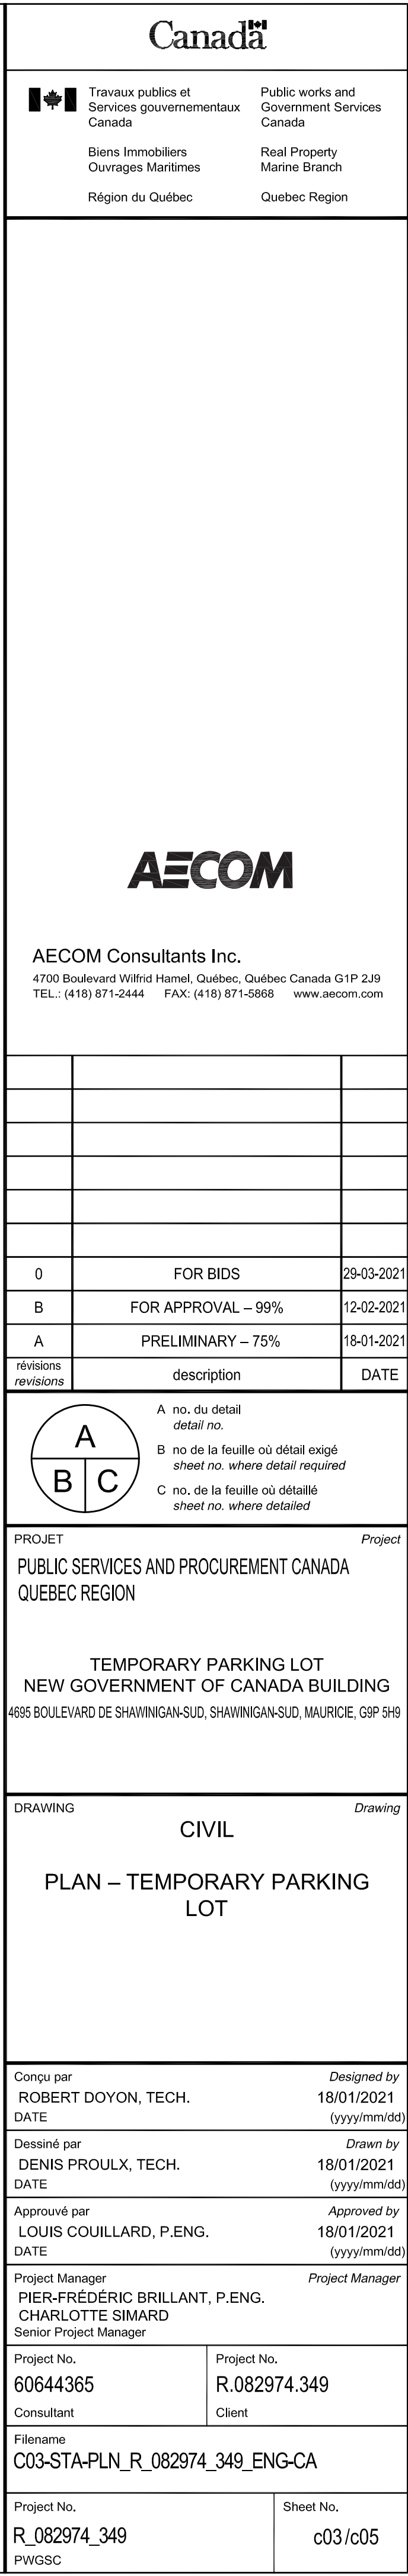 Canada
Travaux publics et
Services gouvernementaux
Canada
Public works and
Government Services
Canada
Biens Immobiliers
Ouvrages Maritimes
Real Property
Marine Branch
Région du Québec
Quebec Region
AECOM
AECOM Consultants Inc.
4700 Boulevard Wilfrid Hamel, Québec, Québec Canada G1P 2J9
TEL.: (418) 871-2444 FAX: (418) 871-5868 www.aecom.com
0 FOR BIDS 29-03-2021
B FOR APPROVAL – 99% 12-02-2021
A PRELIMINARY – 75% 18-01-2021
révisions
revisions
description
DATE
A
B C
A no. du detail
detail no.
B no de la feuille où détail exigé
sheet no. where detail required
C no. de la feuille où détaillé
sheet no. where detailed
PROJET Project
PUBLIC SERVICES AND PROCUREMENT CANADA
QUEBEC REGION
TEMPORARY PARKING LOT
NEW GOVERNMENT OF CANADA BUILDING
4695 BOULEVARD DE SHAWINIGAN-SUD, SHAWINIGAN-SUD, MAURICIE, G9P 5H9
DRAWING Drawing
CIVIL
PLAN – TEMPORARY PARKING
LOT
Conçu par Designed by
ROBERT DOYON, TECH. 18/01/2021
DATE (yyyy/mm/dd)
Dessiné par Drawn by
DENIS PROULX, TECH. 18/01/2021
DATE (yyyy/mm/dd)
Approuvé par Approved by
LOUIS COUILLARD, P.ENG. 18/01/2021
DATE (yyyy/mm/dd)
Project Manager Project Manager
PIER-FRÉDÉRIC BRILLANT, P.ENG.
CHARLOTTE SIMARD
Senior Project Manager
Project No. Project No.
60644365 R.082974.349
Consultant Client
Filename
C03-STA-PLN_R_082974_349_ENG-CA
Project No. Sheet No.
R_082974_349 c03/c05
PWGSC